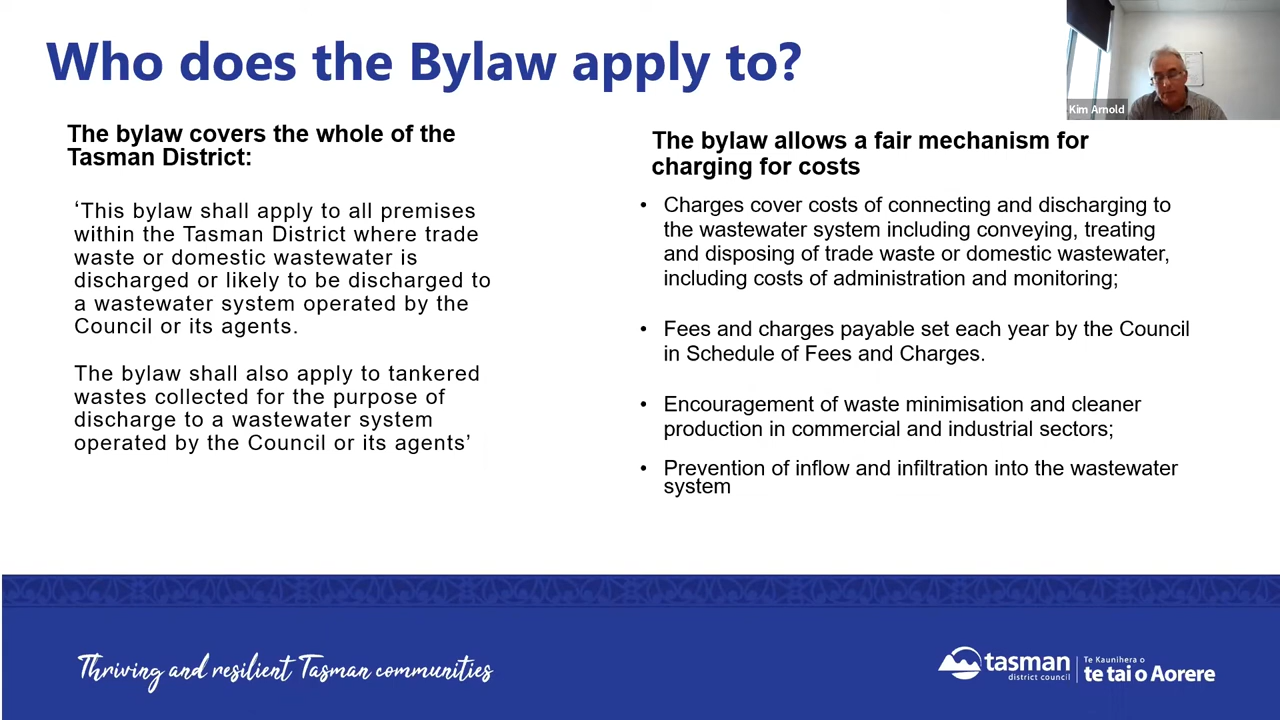 Who does the Bylaw apply to?
Kim Arnold
The bylaw covers the whole of the
Tasman District:
‘This bylaw shall apply to all premises
within the Tasman District where trade
waste or domestic wastewater is
discharged or likely to be discharged to
a wastewater system operated by the
Council or its agents.
The bylaw shall also apply to tankered
wastes collected for the purpose of
discharge to a wastewater system
operated by the Council or its agents’
The bylaw allows a fair mechanism for
charging for costs
• Charges cover costs of connecting and discharging to
the wastewater system including conveying, treating
and disposing of trade waste or domestic wastewater,
including costs of administration and monitoring;
• Fees and charges payable set each year by the Council
in Schedule of Fees and Charges.
• Encouragement of waste minimisation and cleaner
production in commercial and industrial sectors;
• Prevention of inflow and infiltration into the wastewater
system
Thriving and resilient Tasman communities
tasman
district council
Te Kaunihera o
te tai o Aorere